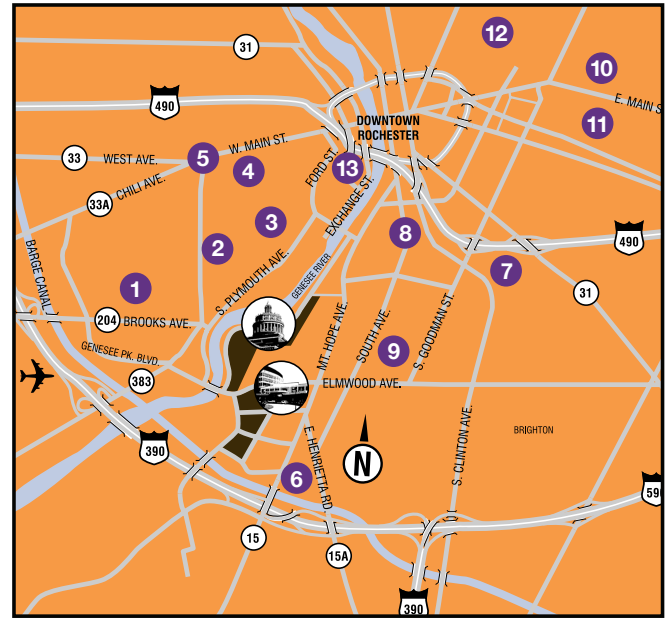 12
31
10
490
E. MAIN S
11
DOWNTOWN
ROCHESTER
W. MAIN ST.
5
33
WEST AVE.
4
FORD ST.
13
CHILI AVE.
33A
EXCHANGE ST.
3
8
2
490
BARGE CANAL
S. PLYMOUTH AVE.
GENESEE RIVER
7
1
31
204
BROOKS AVE.
MT. HOPE AVE.
SOUTH AVE.
S. GOODMAN ST.
GENESEE PK. BLVD.
9
383
ELMWOOD AVE.
S. CLINTON AVE.
BRIGHTON
390
N
E. HENRIETTA RD
6
590
15
15A
390